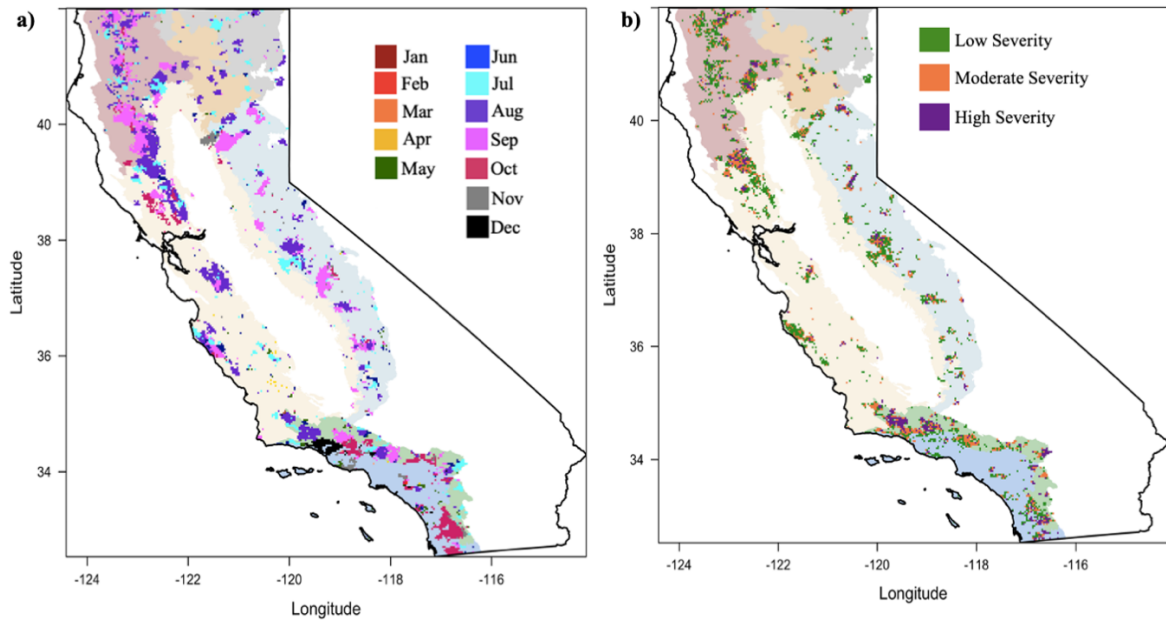 a)
Jan
Feb
Mar
Apr
May
Jun
Jul
Aug
Sep
Oct
Nov
Dec
40
38
36
34
Latitude
-124
-122
-120
-118
-116
Longitude
b)
Low Severity
Moderate Severity
High Severity
40
38
36
34
Latitude
-124
-122
-120
-118
-116
Longitude